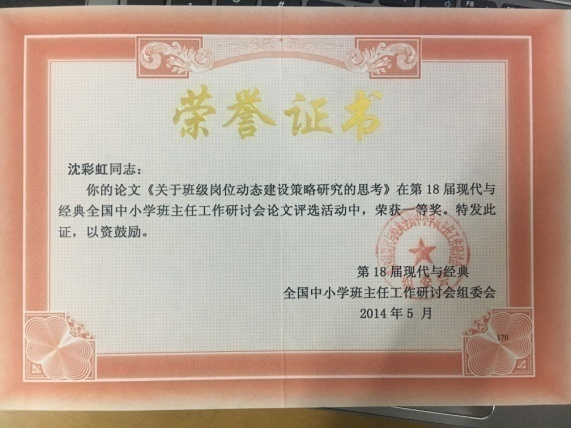 荣誉证书
沈彩虹同志：
你的论文《关于班级岗位动态建设策略研究的思考》在第18届现代与
经典全国中小学班主任工作研讨会论文评选活动中，荣获一等奖。特发此
证，以资鼓励。
第18届现代与经典
全国中小学班主任工作研讨会组委会
2014年5 月
170